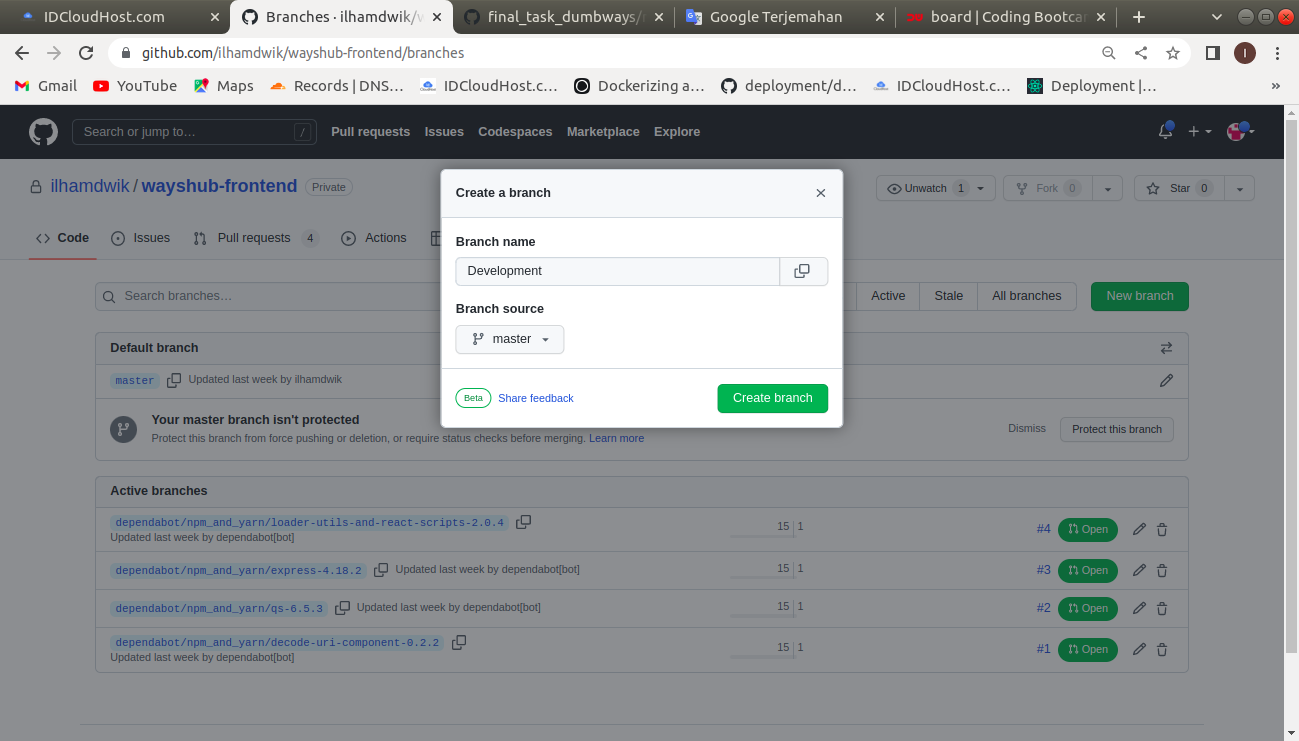 IDCloudHost.com
Branches · ilhamdwik/w
final_task_dumbways/
Google Terjemahan
board | Coding Bootcar
github.com/ilhamdwik/wayshub-frontend/branches
I
Gmail YouTube Maps Records | DNS... IDCloudHost.c... Dockerizing a... deployment/d... IDCloudHost.c... Deployment |... »
Search or jump to… / Pull requests Issues Codespaces Marketplace Explore
ilhamdwik / wayshub-frontend Private
Unwatch 1 Fork 0 Star 0
Code Issues Pull requests 4 Actions
Search branches…
Active Stale All branches New branch
Create a branch
Branch name
Development
Branch source
master
Beta Share feedback Create branch
Default branch
master Updated last week by ilhamdwik
Your master branch isn't protected
Protect this branch from force pushing or deletion, or require status checks before merging. Learn more
Dismiss Protect this branch
Active branches
dependabot/npm_and_yarn/loader-utils-and-react-scripts-2.0.4
Updated last week by dependabot[bot]
15 1 #4 Open
dependabot/npm_and_yarn/express-4.18.2 Updated last week by dependabot[bot] 15 1 #3 Open
dependabot/npm_and_yarn/qs-6.5.3 Updated last week by dependabot[bot] 15 1 #2 Open
dependabot/npm_and_yarn/decode-uri-component-0.2.2
Updated last week by dependabot[bot]
15 1 #1 Open